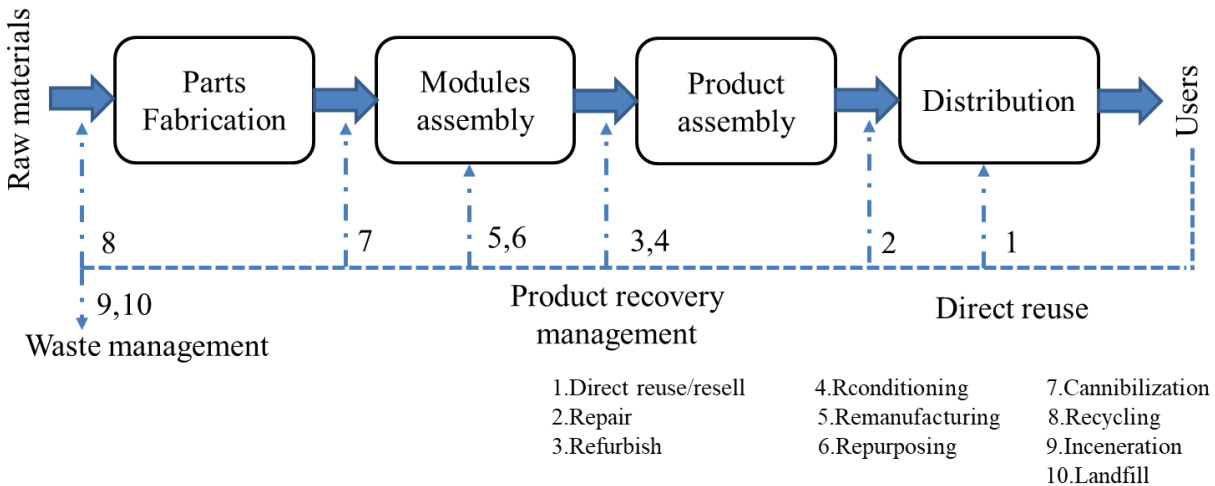 Raw materials
Parts
Fabrication
Modules
assembly
Product
assembly
Distribution
Users
8
7
5,6
3,4
2
1
9,10
Waste management
Product recovery
management
Direct reuse
1.Direct reuse/resell
2.Repair
3.Refurbish
4.Rconditioning
5.Remanufacturing
6.Repurposing
7.Cannibilization
8.Recycling
9.Inceneration
10.Landfill